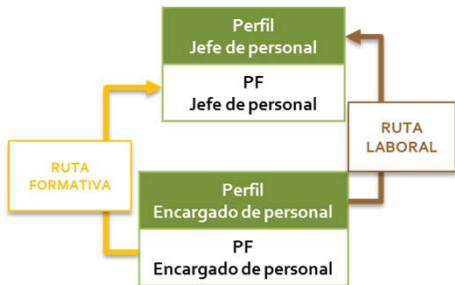 Perfil
Jefe de personal
PF
Jefe de personal
RUTA
LABORAL
RUTA
FORMATIVA
Perfil
Encargado de personal
PF
Encargado de personal